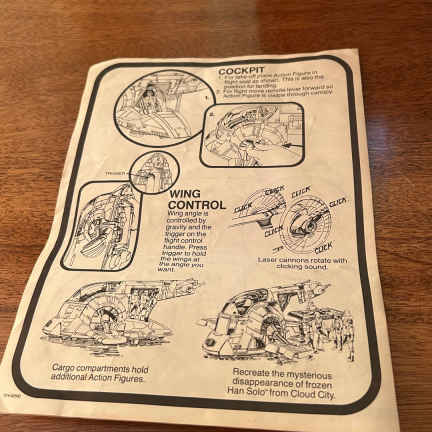 COCKPIT
1. For take-off place Action Figure in
flight seat as shown. This is also the
position for landing.
2. For flight move remote lever forward so
Action Figure is visible through canopy.
1.
2.
TRIGGER
WING
CONTROL
Wing angle is
controlled by
gravity and the
trigger on the
flight control
handle. Press
trigger to hold
the wings at
the angle you
want.
CLICK
CLICK
CLICK
CLICK
CLICK
Laser cannons rotate with
clicking sound.
Cargo compartments hold
additional Action Figures.
Recreate the mysterious
disappearance of frozen
Han Solo™ from Cloud City.